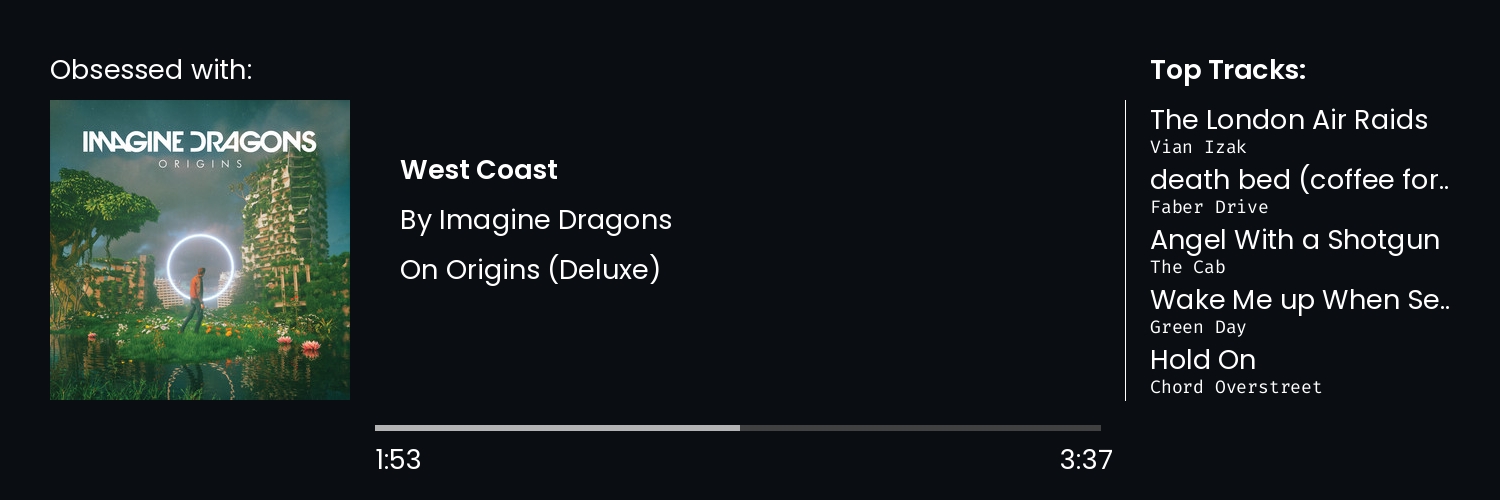 Obsessed with:
IMAGINE DRAGONS
ORIGINS
West Coast
By Imagine Dragons
On Origins (Deluxe)
1:53
3:37
Top Tracks:
The London Air Raids
Vian Izak
death bed (coffee for..
Faber Drive
Angel With a Shotgun
The Cab
Wake Me up When Se..
Green Day
Hold On
Chord Overstreet